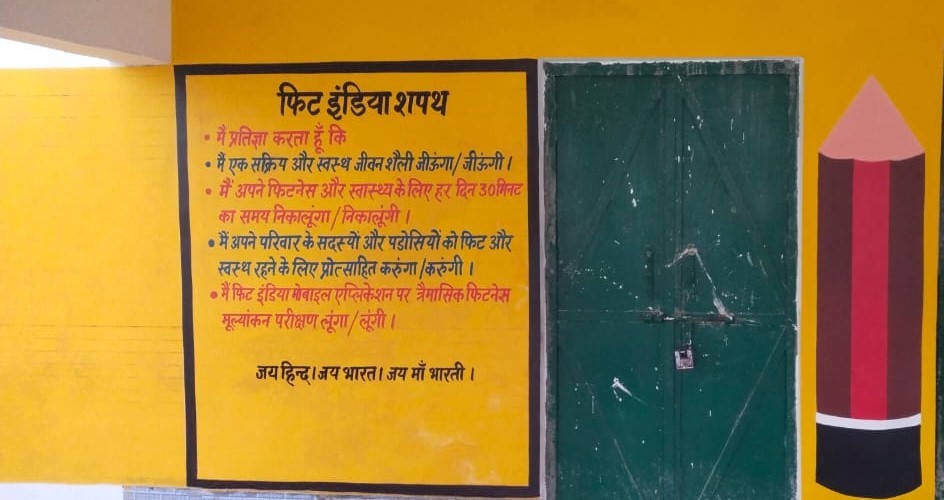 फिट इंडिया शपथ
• मैं प्रतिज्ञा करता हूँ कि
• मैं एक सक्रिय और स्वस्थ जीवन शैली जीऊंगा/जीऊंगी।
• मैं अपने फिटनेस और स्वास्थ्य के लिए हर दिन 30मिनट
का समय निकालूंगा/निकालूंगी।
• मैं अपने परिवार के सदस्यों और पडोसियों को फिट और
स्वस्थ रहने के लिए प्रोत्साहित करुंगा/करुंगी।
• मैं फिट इंडिया मोबाइल एप्लिकेशन पर त्रैमासिक फिटनेस
मूल्यांकन परीक्षण लूंगा/लूंगी।
जय हिन्द। जय भारत। जय माँ भारती।